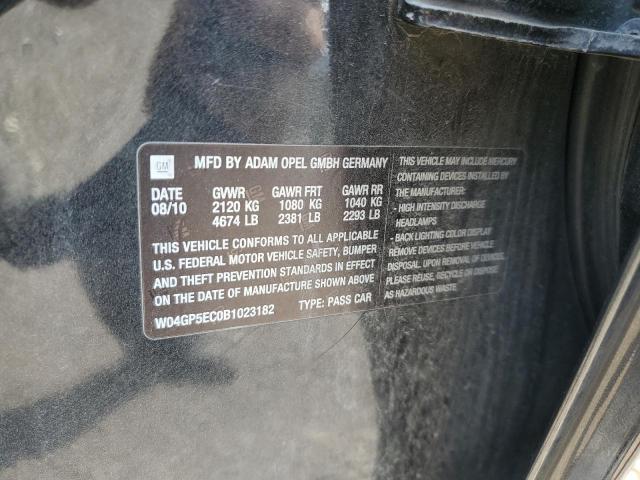 GM
MFD BY ADAM OPEL GMBH GERMANY
DATE GVWR GAWR FRT GAWR RR
08/10 2120 KG 1080 KG 1040 KG
4674 LB 2381 LB 2293 LB
THIS VEHICLE CONFORMS TO ALL APPLICABLE
U.S. FEDERAL MOTOR VEHICLE SAFETY, BUMPER
AND THEFT PREVENTION STANDARDS IN EFFECT
ON THE DATE OF MANUFACTURE SHOWN ABOVE
W04GP5EC0B1023182 TYPE: PASS CAR
THIS VEHICLE MAY INCLUDE MERCURY
CONTAINING DEVICES INSTALLED BY
THE MANUFACTURER:
- HIGH INTENSITY DISCHARGE
HEADLAMPS
- BACK LIGHTING COLOR DISPLAY
REMOVE DEVICES BEFORE VEHICLE
DISPOSAL. UPON REMOVAL OF DEVICES,
PLEASE REUSE, RECYCLE OR DISPOSE
AS HAZARDOUS WASTE.